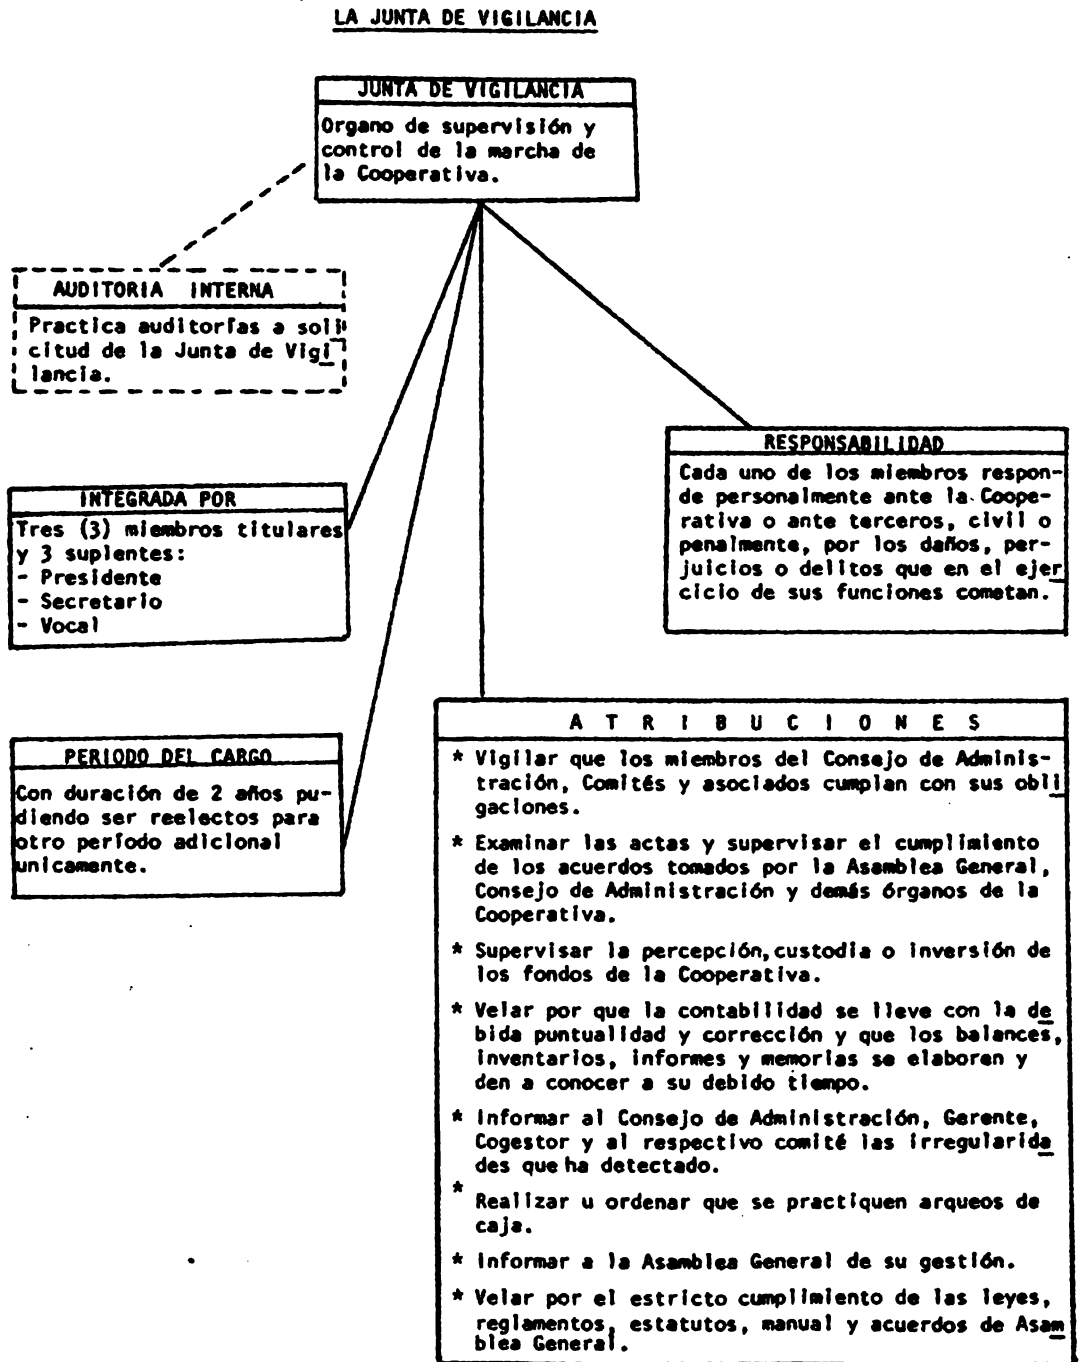 LA JUNTA DE VIGILANCIA
JUNTA DE VIGILANCIA
Organo de supervisión y
control de la marcha de
la Cooperativa.
AUDITORIA INTERNA
Practica auditorías a soli
citud de la Junta de Vigi
lancia.
INTEGRADA POR
Tres (3) miembros titulares
y 3 suplentes:
- Presidente
- Secretario
- Vocal
RESPONSABILIDAD
Cada uno de los miembros respon-
de personalmente ante la Coope-
rativa o ante terceros, civil o
penalmente, por los daños, per-
juicios o delitos que en el ejer
cicio de sus funciones cometan.
PERIODO DEL CARGO
Con duración de 2 años pu-
diendo ser reelectos para
otro período adicional
unicamente.
A T R I B U C I O N E S
* Vigilar que los miembros del Consejo de Adminis-
tración, Comités y asociados cumplan con sus obli
gaciones.
* Examinar las actas y supervisar el cumplimiento
de los acuerdos tomados por la Asamblea General,
Consejo de Administración y demás órganos de la
Cooperativa.
* Supervisar la percepción, custodia o inversión de
los fondos de la Cooperativa.
* Velar por que la contabilidad se lleve con la de
bida puntualidad y corrección y que los balances,
inventarios, informes y memorias se elaboren y
den a conocer a su debido tiempo.
* Informar al Consejo de Administración, Gerente,
Cogestor y al respectivo comité las irregularida
des que ha detectado.
* Realizar u ordenar que se practiquen arqueos de
caja.
* Informar a la Asamblea General de su gestión.
* Velar por el estricto cumplimiento de las leyes,
reglamentos, estatutos, manual y acuerdos de Asam
blea General.